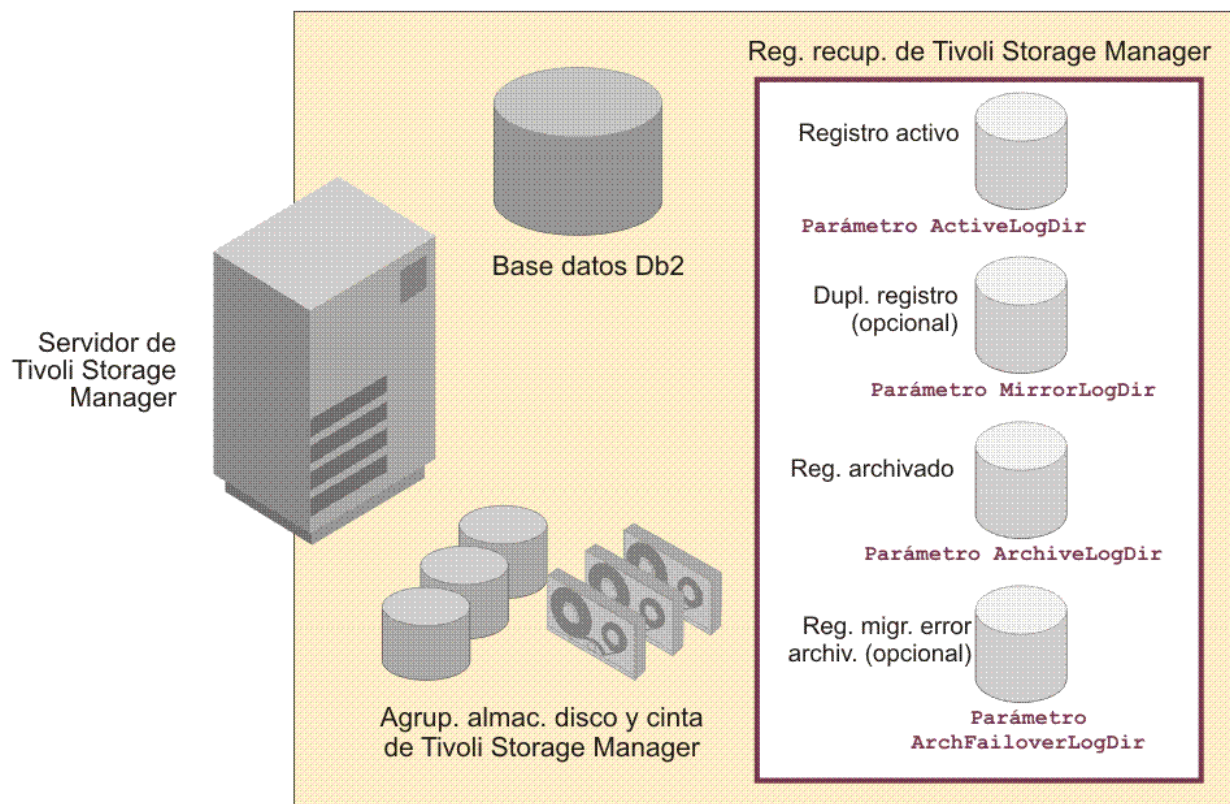 Reg. recup. de Tivoli Storage Manager
Registro activo
Parámetro ActiveLogDir
Base datos Db2
Dupl. registro
(opcional)
Parámetro MirrorLogDir
Servidor de
Tivoli Storage
Manager
Reg. archivado
Parámetro ArchiveLogDir
Reg. migr. error
archiv. (opcional)
Parámetro
ArchFailoverLogDir
Agrup. almac. disco y cinta
de Tivoli Storage Manager